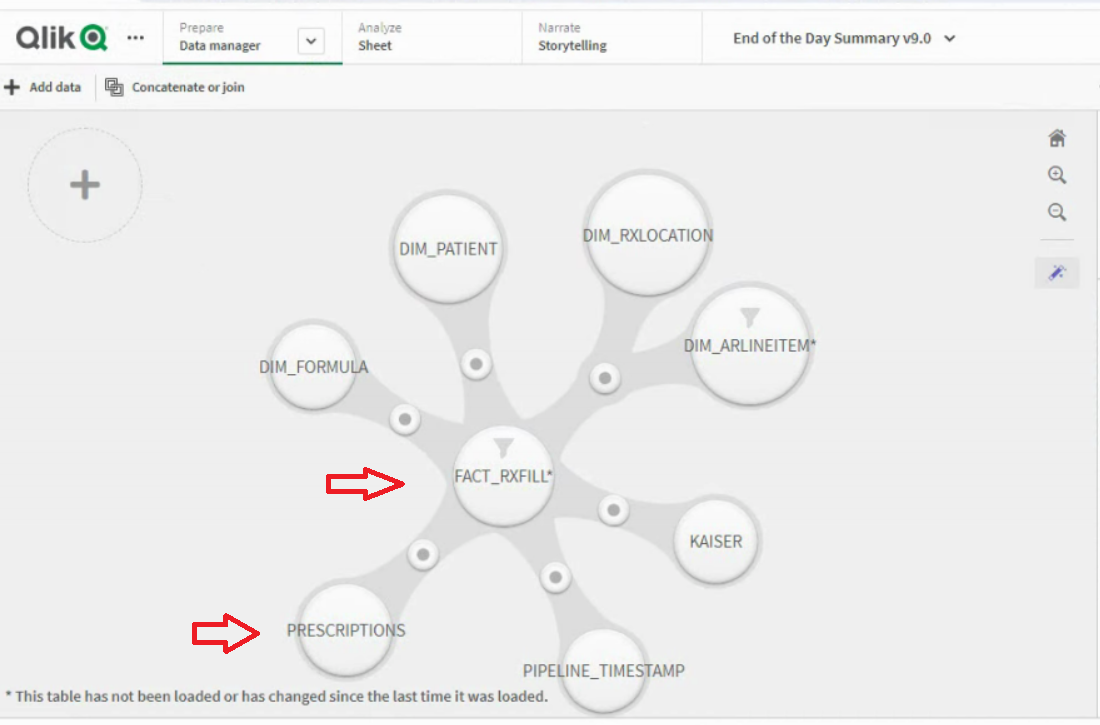 Qlik
Prepare
Data manager
Analyze
Sheet
Narrate
Storytelling
End of the Day Summary v9.0
Add data
Concatenate or join
DIM_PATIENT
DIM_RXLOCATION
DIM_ARLINEITEM*
DIM_FORMULA
FACT_RXFILL*
KAISER
PRESCRIPTIONS
PIPELINE_TIMESTAMP
* This table has not been loaded or has changed since the last time it was loaded.